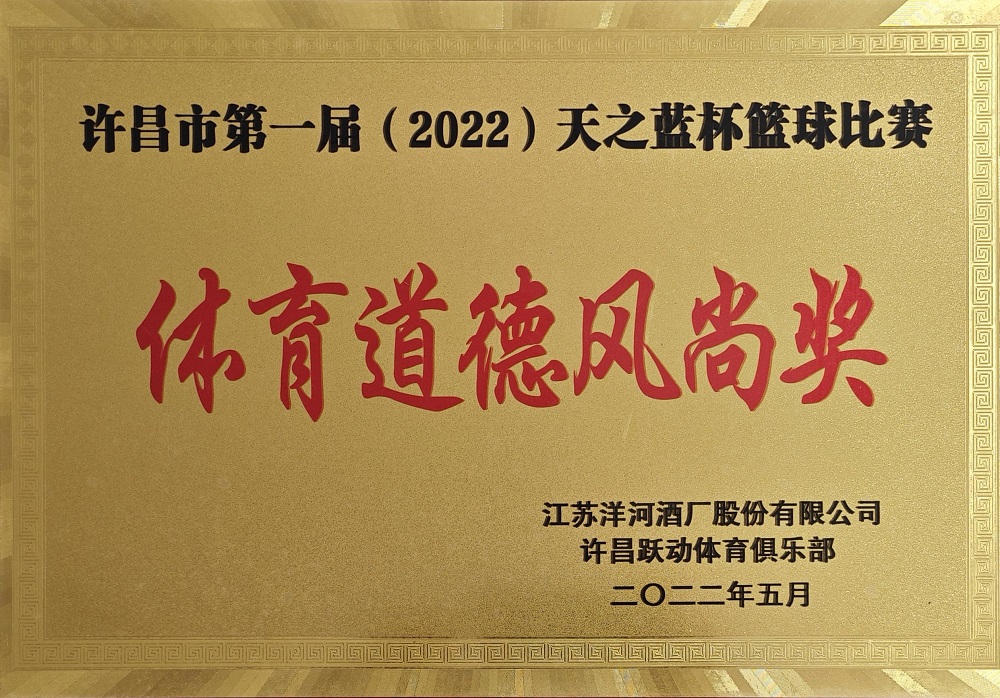 许昌市第一届（2022）天之蓝杯篮球比赛
体育道德风尚奖
江苏洋河酒厂股份有限公司
许昌跃动体育俱乐部
二〇二二年五月